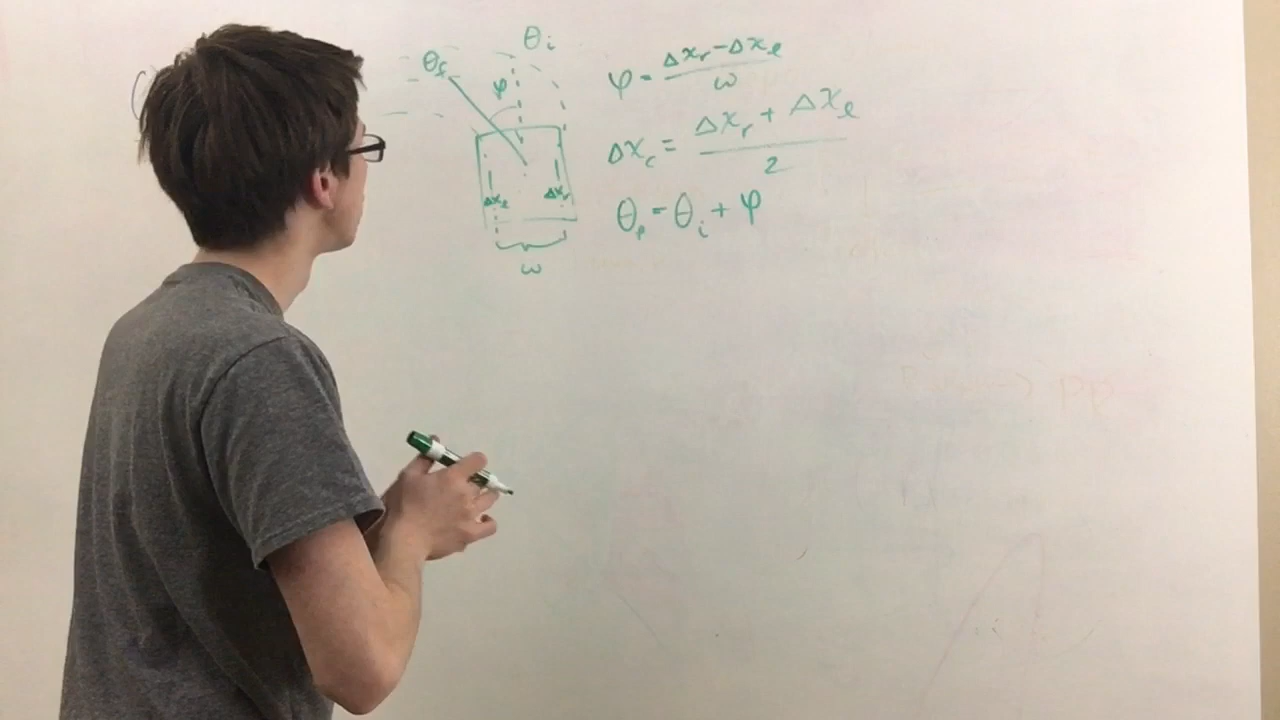 θi
θf
φ
Δxℓ Δxr
ω
φ = Δxr - Δxℓ / ω
Δxc = Δxr + Δxℓ / 2
θf = θi + φ